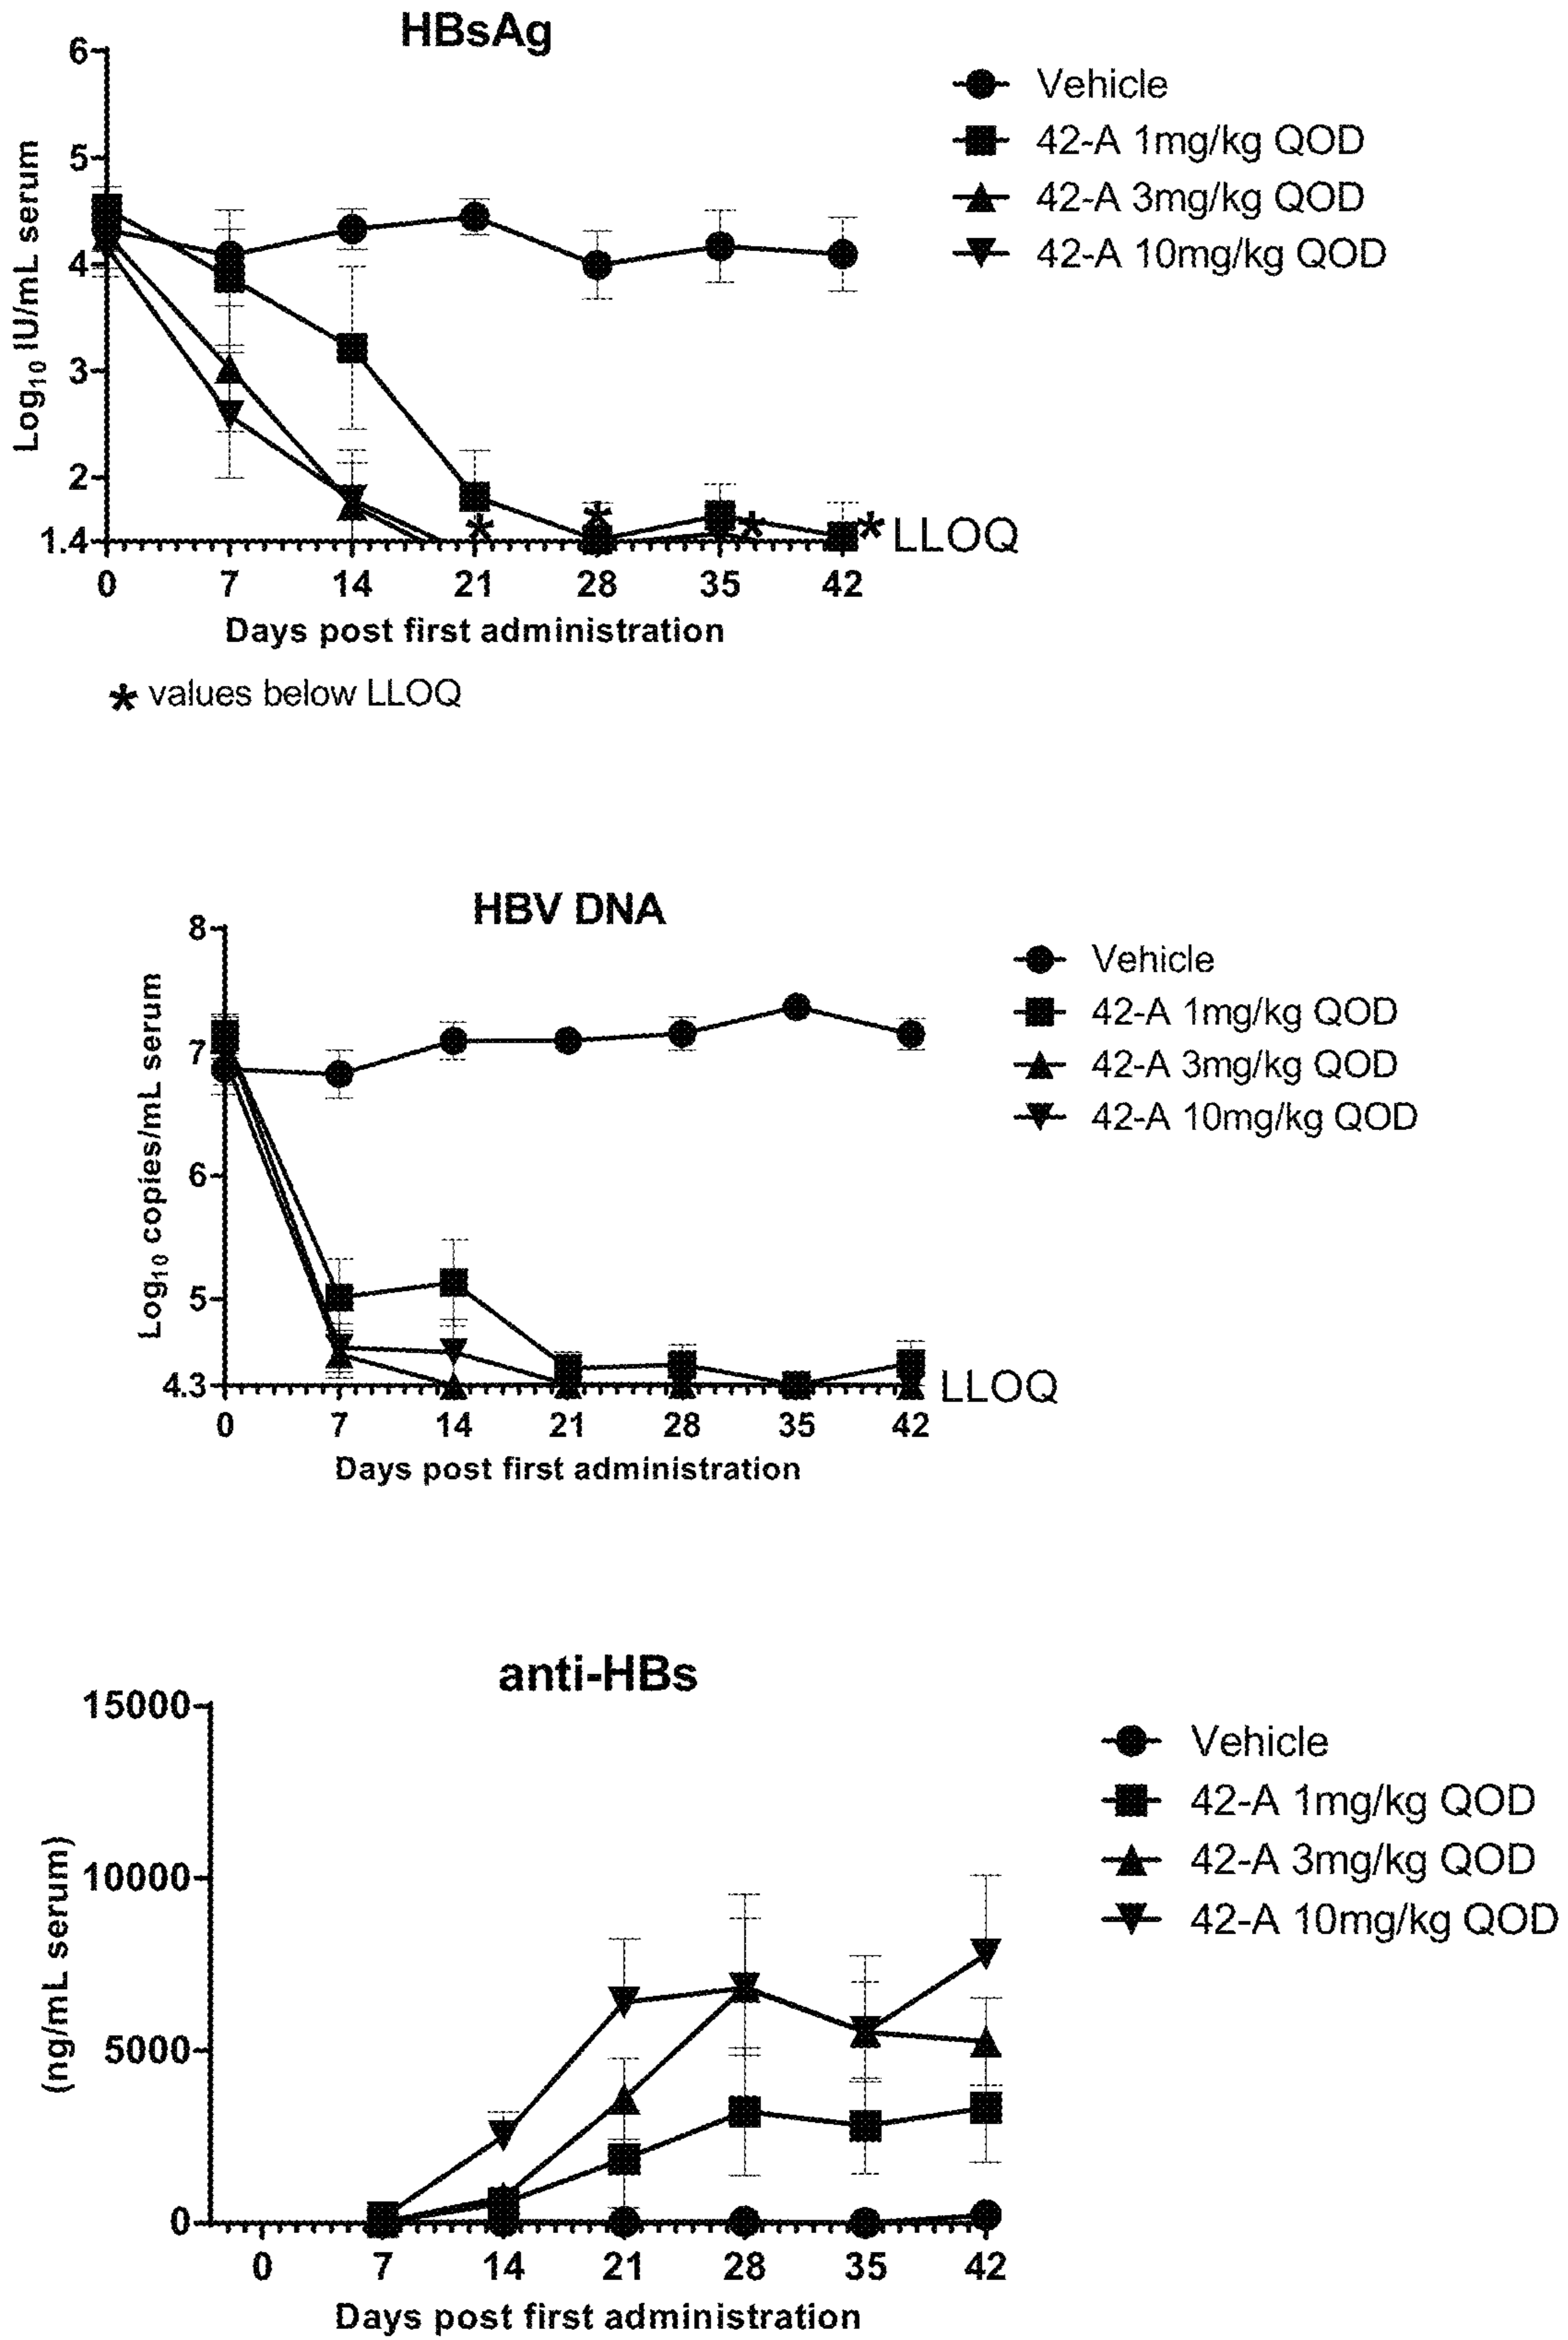 HBsAg
6
5
4
3
2
1.4
Log10 IU/mL serum
0 7 14 21 28 35 42
Days post first administration
Vehicle
42-A 1mg/kg QOD
42-A 3mg/kg QOD
42-A 10mg/kg QOD
* * * * LLOQ
* values below LLOQ
HBV DNA
8
7
6
5
4.3
Log10 copies/mL serum
0 7 14 21 28 35 42
Days post first administration
Vehicle
42-A 1mg/kg QOD
42-A 3mg/kg QOD
42-A 10mg/kg QOD
LLOQ
anti-HBs
15000
10000
5000
0
(ng/mL serum)
0 7 14 21 28 35 42
Days post first administration
Vehicle
42-A 1mg/kg QOD
42-A 3mg/kg QOD
42-A 10mg/kg QOD